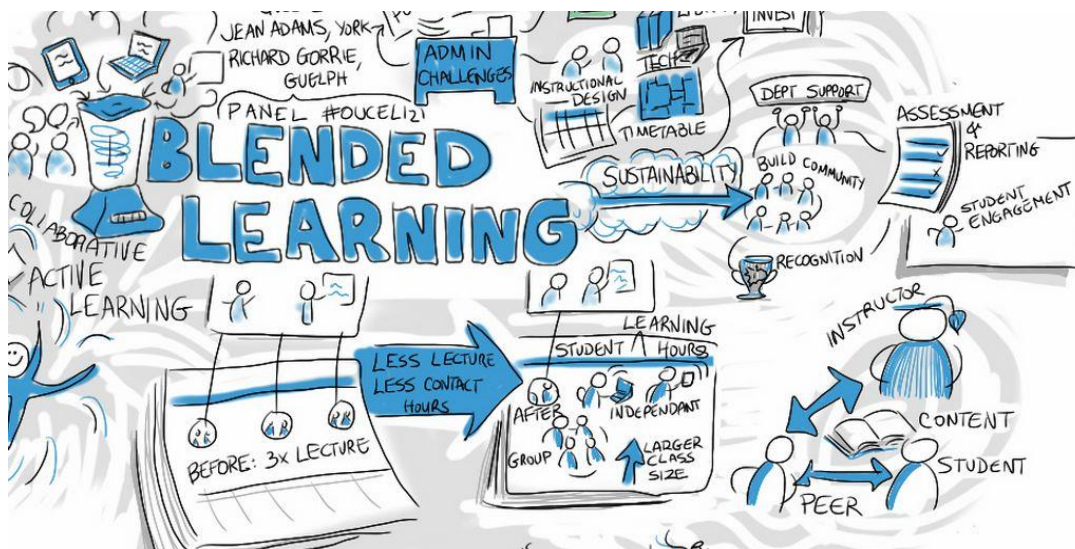 JEAN ADAMS, YORK
RICHARD GORRIE,
GUELPH
PANEL #OUCEL121
BLENDED
LEARNING
COLLABORATIVE
ACTIVE
LEARNING
ADMIN
CHALLENGES
INSTRUCTIONAL
DESIGN
TECH
TIMETABLE
SUSTAINABILITY
DEPT SUPPORT
BUILD
COMMUNITY
RECOGNITION
ASSESSMENT
&
REPORTING
STUDENT
ENGAGEMENT
BEFORE: 3x LECTURE
LESS LECTURE
LESS CONTACT
HOURS
LEARNING
STUDENT ^ HOURS
AFTER
INDEPENDANT
GROUP
LARGER
CLASS
SIZE
INSTRUCTOR
CONTENT
STUDENT
PEER